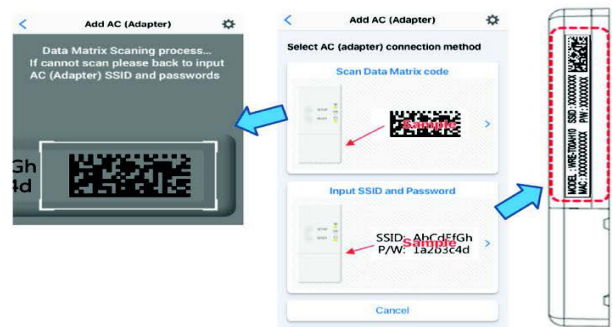 Add AC (Adapter)
Data Matrix Scaning process...
If cannot scan please back to input
AC (Adapter) SSID and passwords
Gh
4d
Add AC (Adapter)
Select AC (adapter) connection method
Scan Data Matrix code
Sample
Input SSID and Password
SSID: AbCdEfGh
Sample
P/W: 1a2b3c4d
Cancel
MODEL : WRE-T10AH10 SSID : XXXXXXXX
MAC : XXXXXXXXXXXX P/W : XXXXXXXX